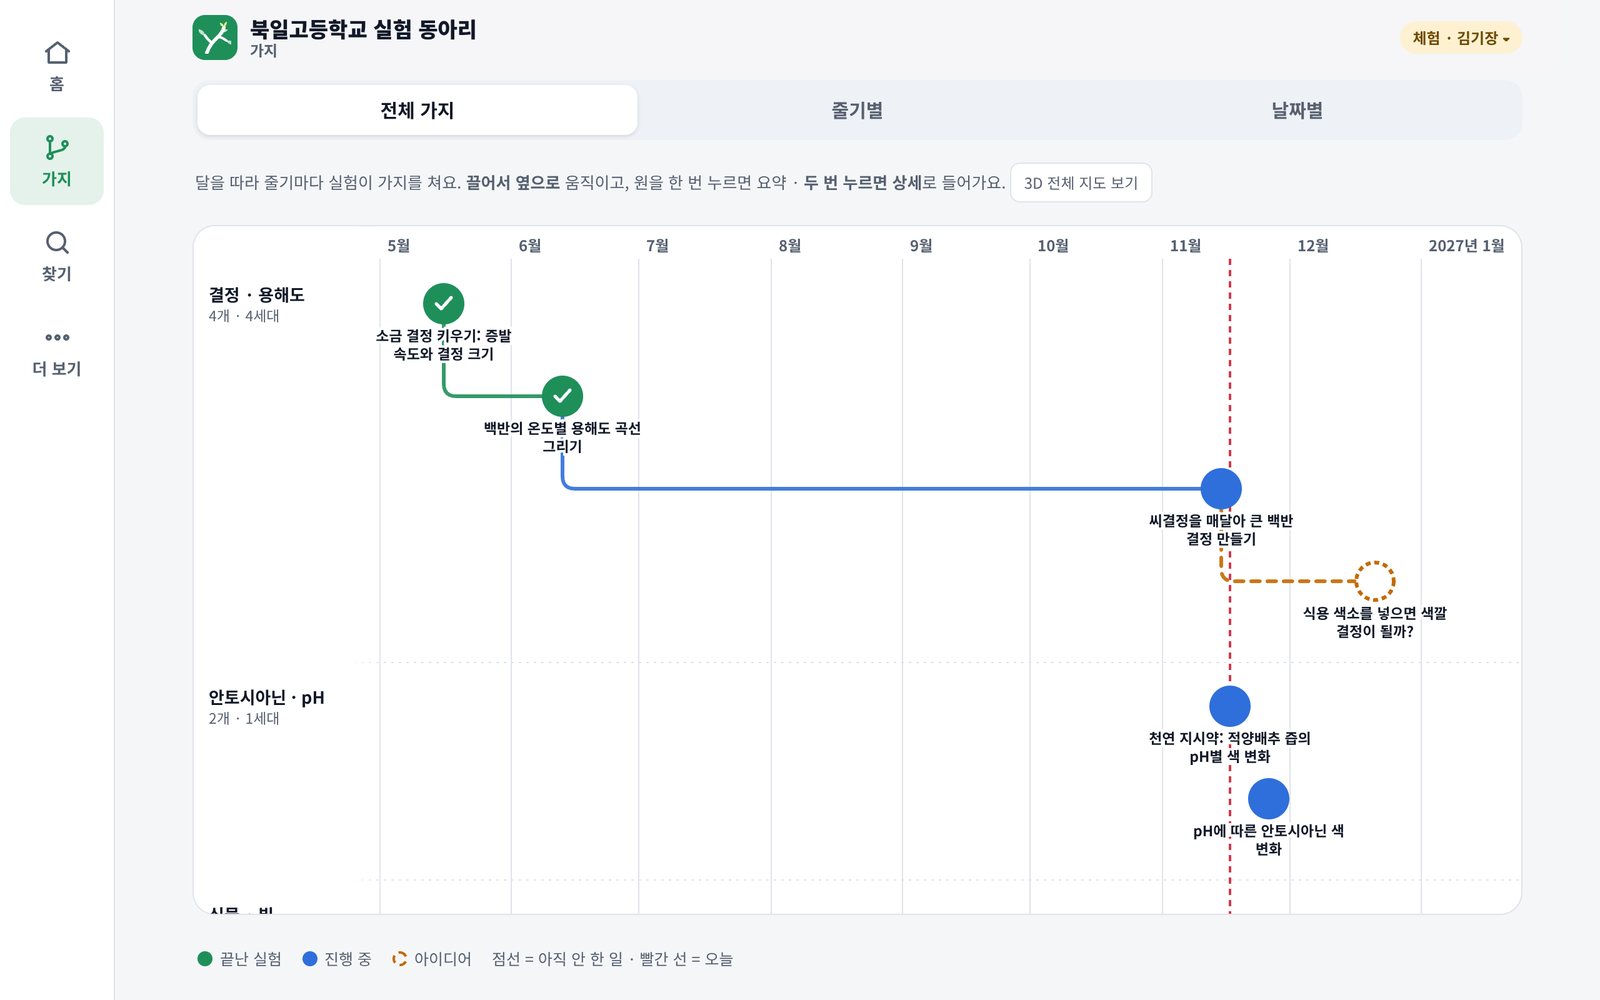 북일고등학교 실험 동아리
가지
체험 · 김기장
홈
가지
찾기
더 보기
전체 가지
줄기별
날짜별
달을 따라 줄기마다 실험이 가지를 쳐요. 끌어서 옆으로 움직이고, 원을 한 번 누르면 요약 · 두 번 누르면 상세로 들어가요.
3D 전체 지도 보기
5월
6월
7월
8월
9월
10월
11월
12월
2027년 1월
결정 · 용해도
4개 · 4세대
소금 결정 키우기: 증발
속도와 결정 크기
백반의 온도별 용해도 곡선
그리기
씨결정을 매달아 큰 백반
결정 만들기
식용 색소를 넣으면 색깔
결정이 될까?
안토시아닌 · pH
2개 · 1세대
천연 지시약: 적양배추 즙의
pH별 색 변화
pH에 따른 안토시아닌 색
변화
끝난 실험
진행 중
아이디어
점선 = 아직 안 한 일 · 빨간 선 = 오늘